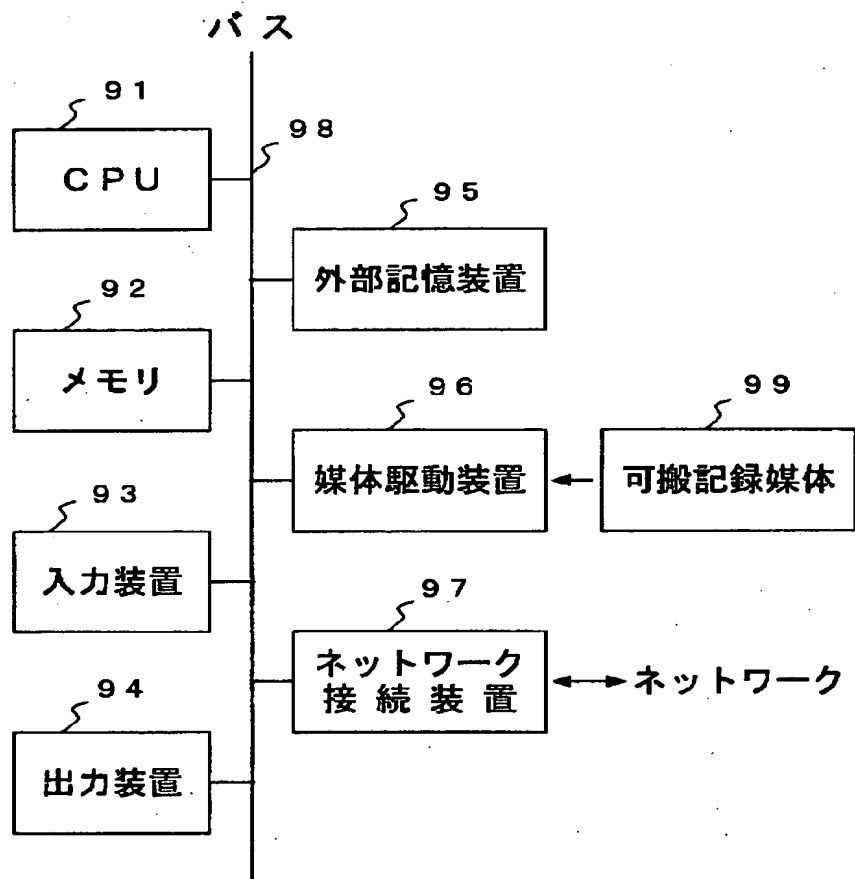 バス
91
98
CPU
95
外部記憶装置
92
メモリ
96
99
媒体駆動装置
可搬記録媒体
93
入力装置
97
ネットワーク
接続装置
ネットワーク
94
出力装置